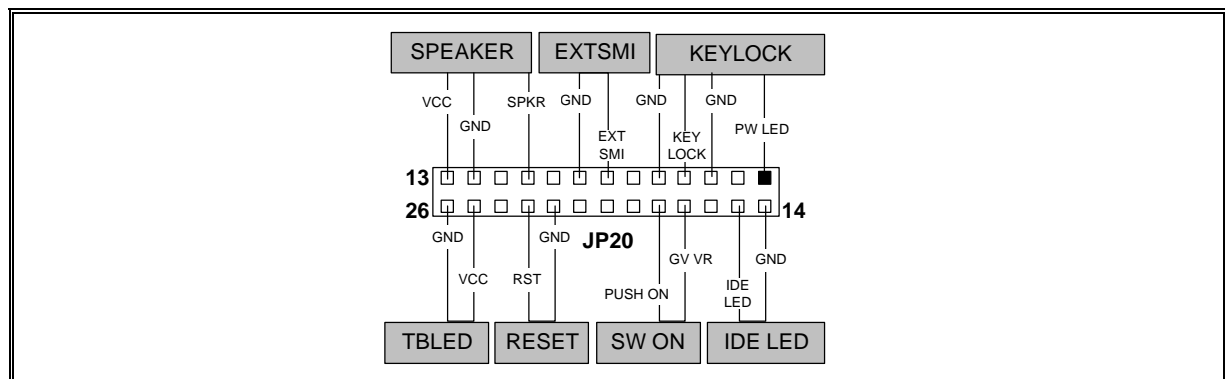 SPEAKER EXTSMI KEYLOCK
VCC GND SPKR GND EXT SMI GND KEY LOCK GND PW LED
13
26 14
JP20
GND VCC RST GND PUSH ON GV VR IDE LED GND
TBLED RESET SW ON IDE LED